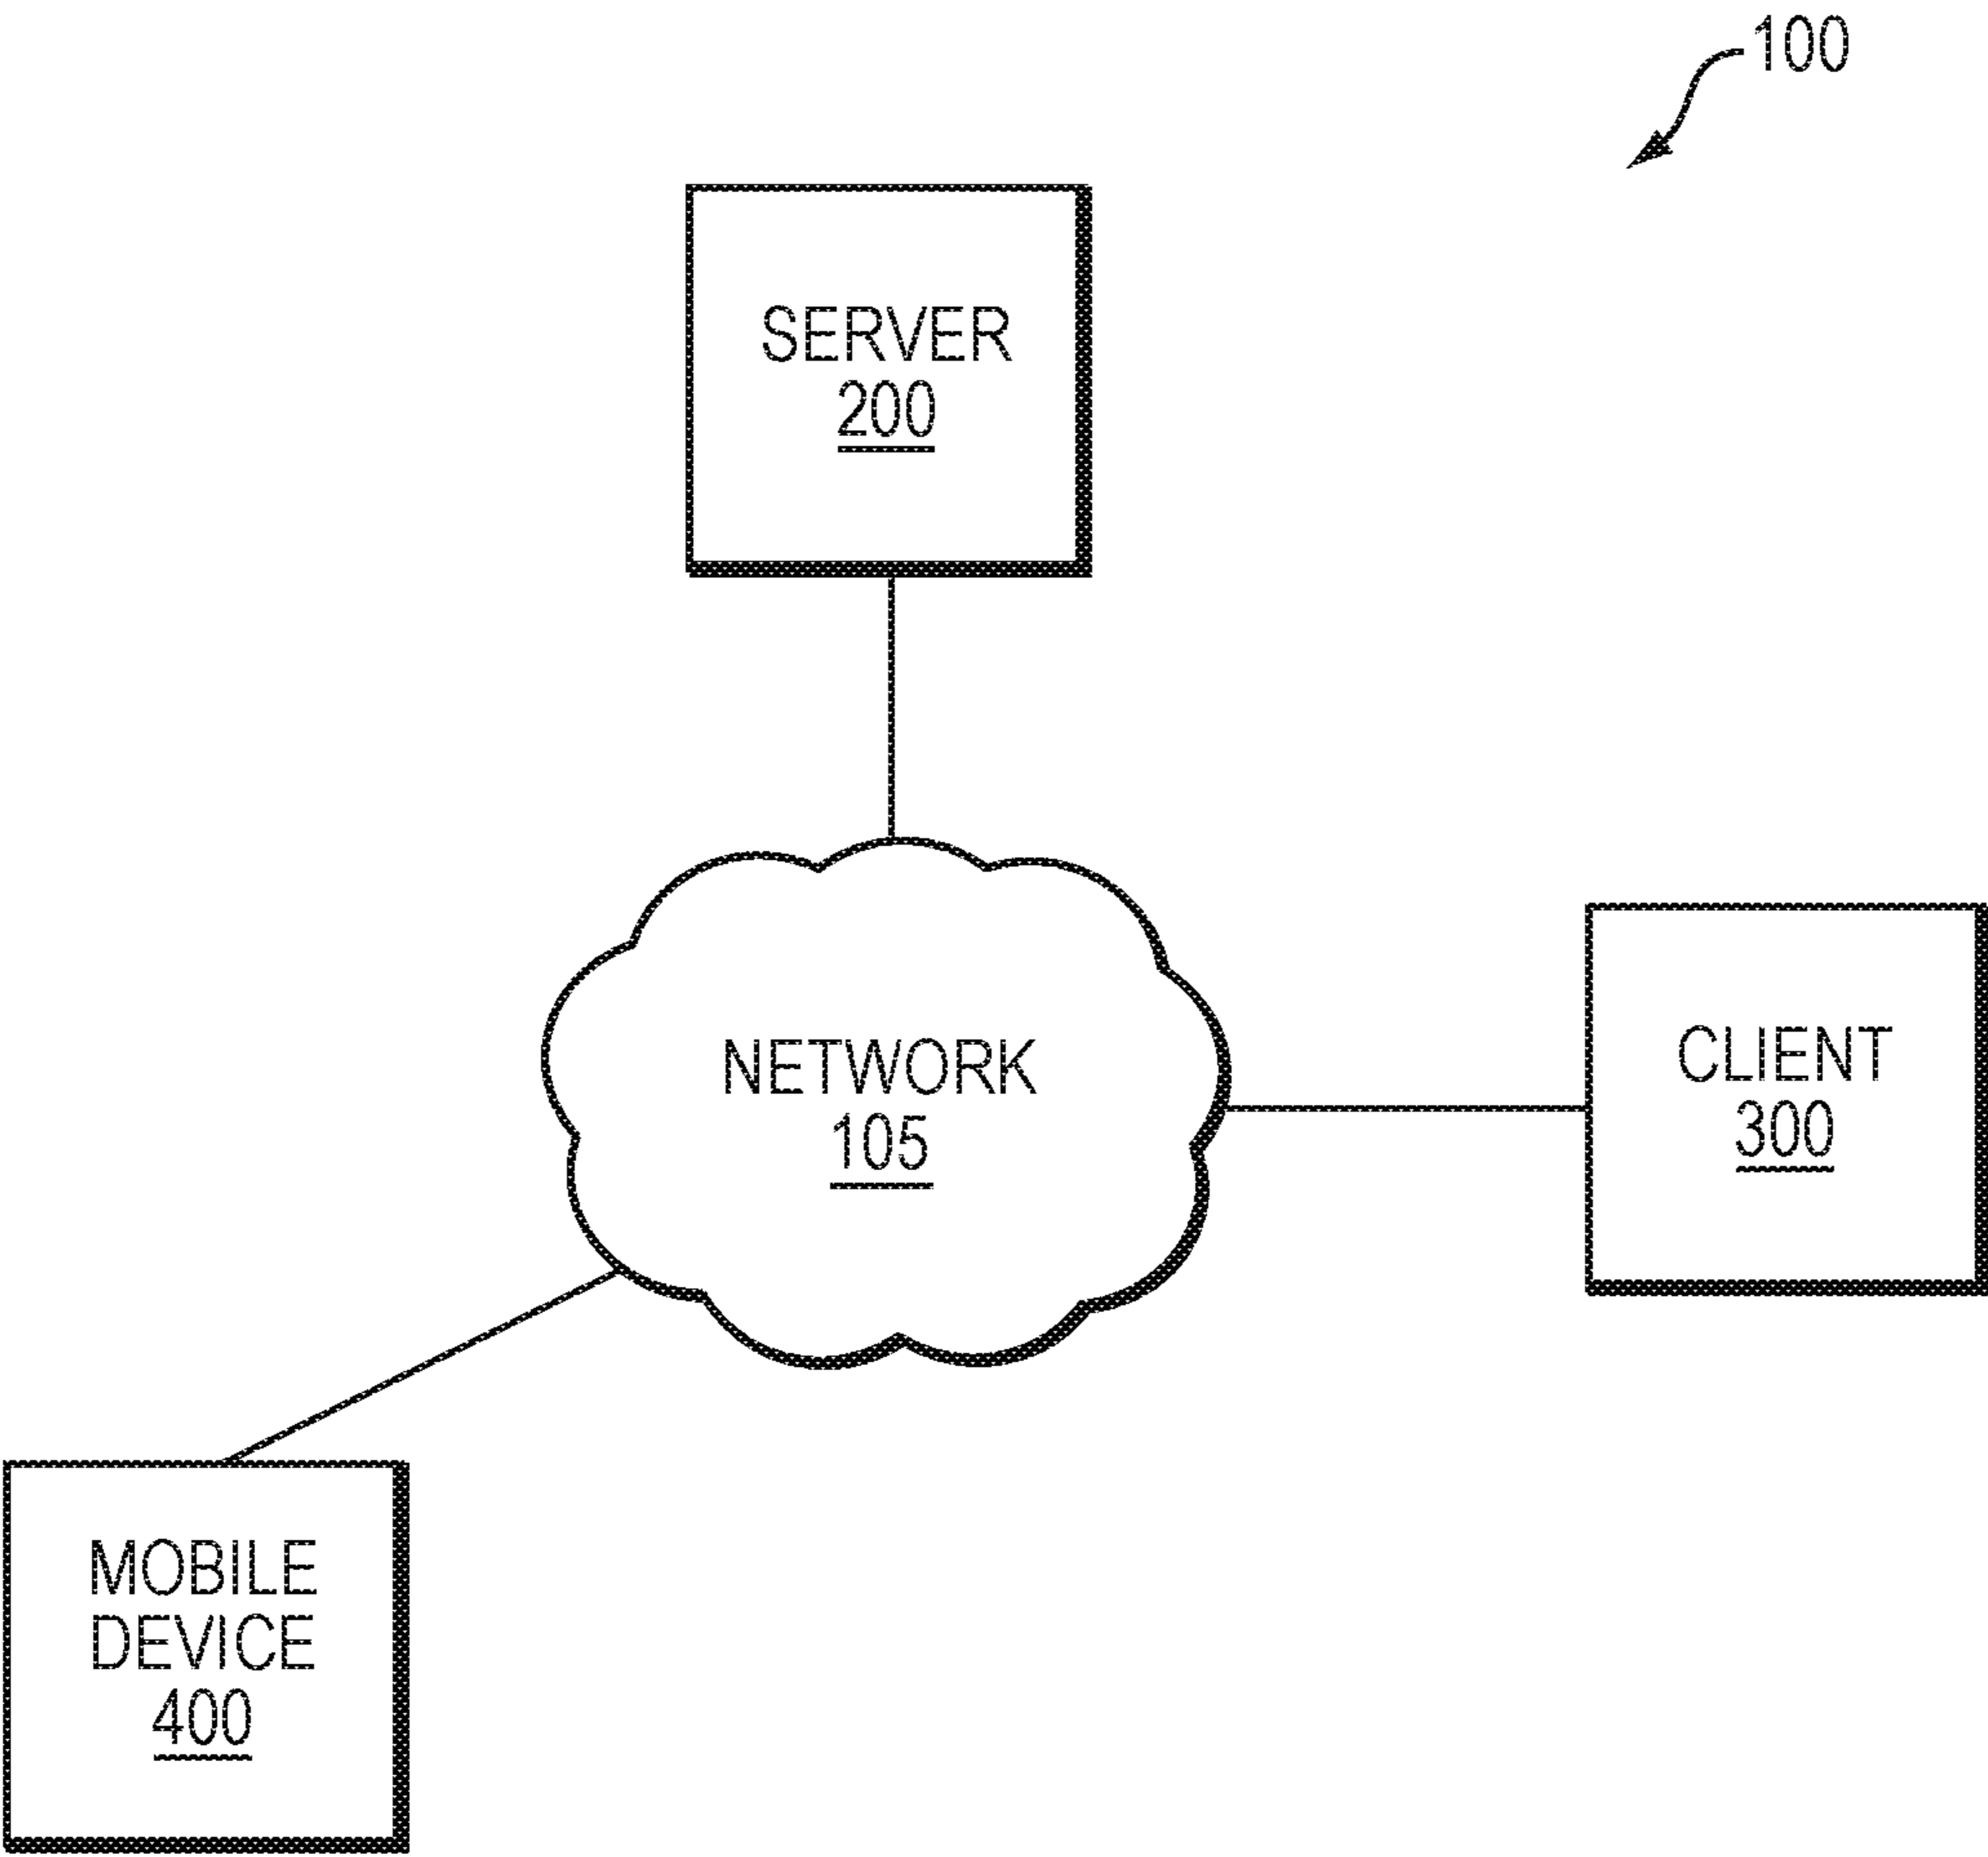 100
SERVER
200
NETWORK
105
CLIENT
300
MOBILE
DEVICE
400